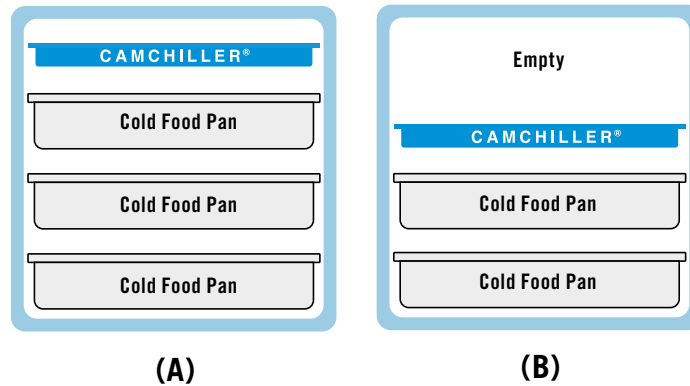 CAMCHILLER®
Cold Food Pan
Cold Food Pan
Cold Food Pan
(A)
Empty
CAMCHILLER®
Cold Food Pan
Cold Food Pan
(B)